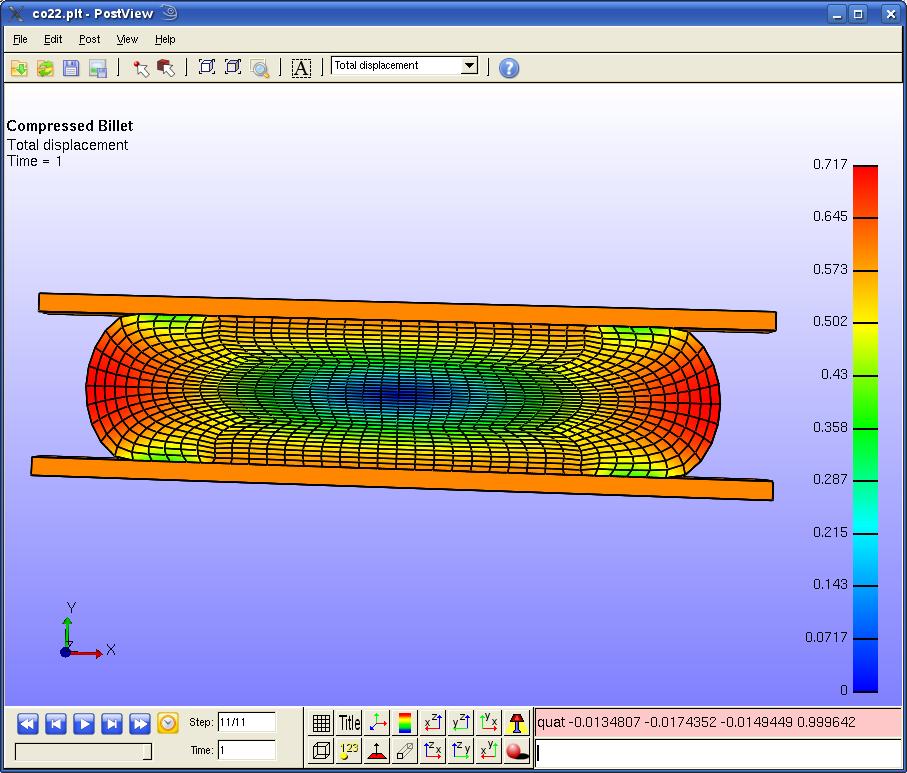 co22.plt - PostView
File Edit Post View Help
A Total displacement ?
Compressed Billet
Total displacement
Time = 1
0.717
0.645
0.573
0.502
0.43
0.358
0.287
0.215
0.143
0.0717
0
Y
Z
X
Step: 11/11
Title
quat -0.0134807 -0.0174352 -0.0149449 0.999642
Time: 1
123